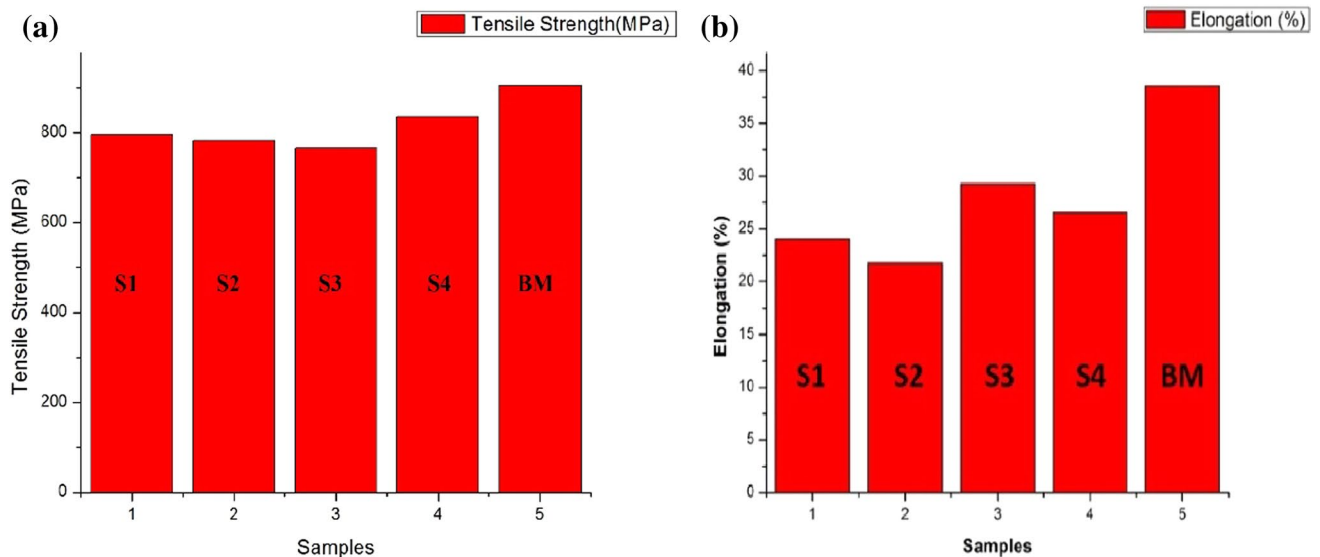 (a)
Tensile Strength(MPa)
800
600
400
200
0
Tensile Strength (MPa)
S1 S2 S3 S4 BM
1 2 3 4 5
Samples
(b)
Elongation (%)
40
35
30
25
20
15
10
5
0
Elongation (%)
S1 S2 S3 S4 BM
1 2 3 4 5
Samples